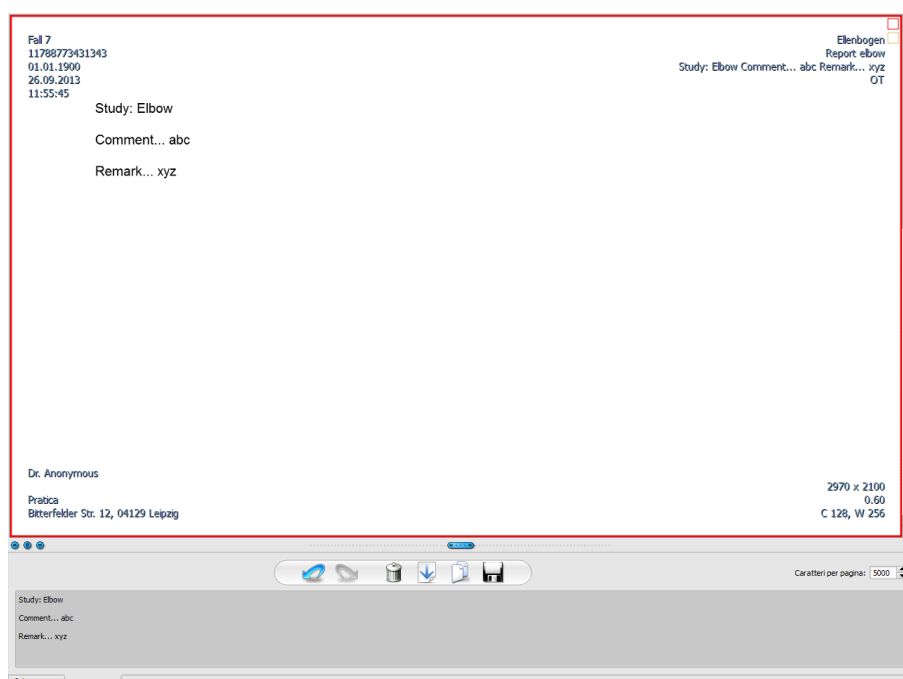 Fall 7
11788773431343
01.01.1900
26.09.2013
11:55:45
Ellenbogen
Report elbow
Study: Elbow Comment... abc Remark... xyz
OT
Study: Elbow
Comment... abc
Remark... xyz
Dr. Anonymous
Pratica
Bitterfelder Str. 12, 04129 Leipzig
2970 x 2100
0.60
C 128, W 256
Caratteri per pagina: 5000
Study: Elbow
Comment... abc
Remark... xyz